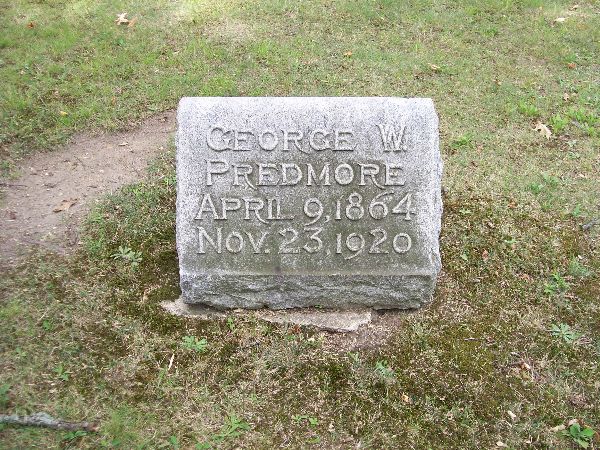 GEORGE W.
PREDMORE
APRIL 9, 1864
NOV. 23, 1920